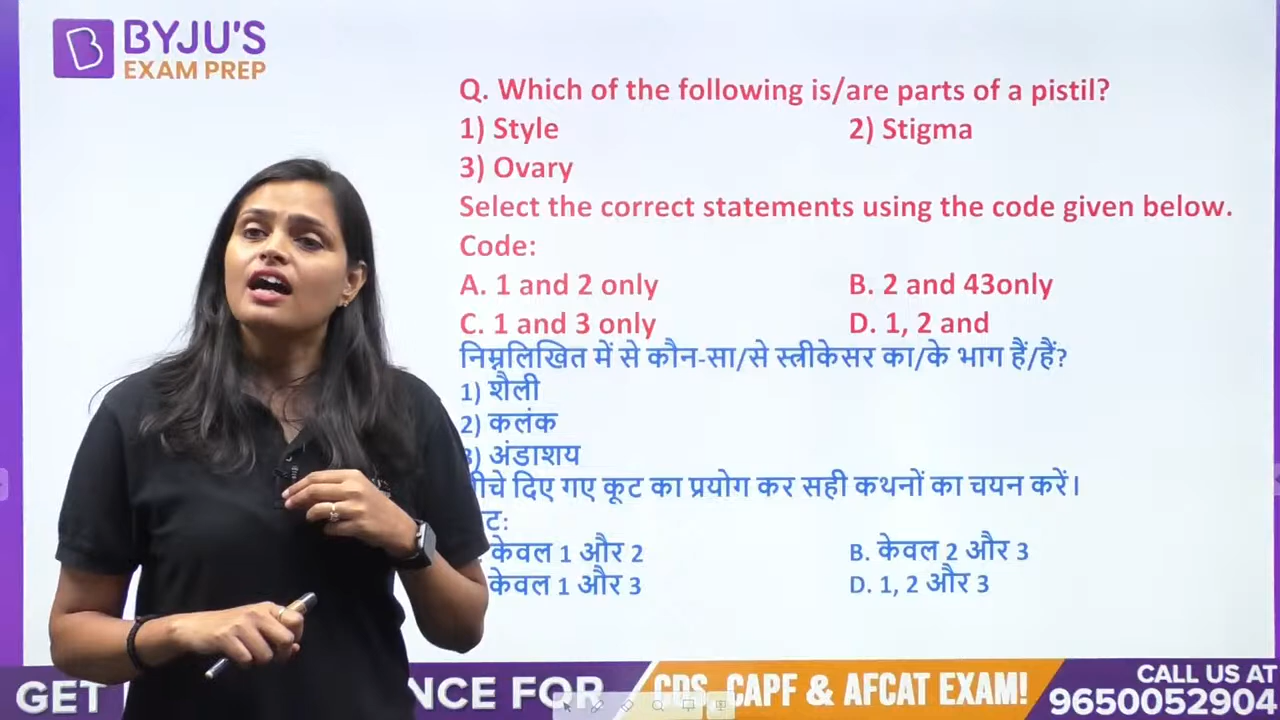 BYJU'S
EXAM PREP
Q. Which of the following is/are parts of a pistil?
1) Style 2) Stigma
3) Ovary
Select the correct statements using the code given below.
Code:
A. 1 and 2 only B. 2 and 43only
C. 1 and 3 only D. 1, 2 and
निम्नलिखित में से कौन-सा/से स्त्रीकेसर का/के भाग हैं/हैं?
1) शैली
2) कलंक
3) अंडाशय
दिए गए कूट का प्रयोग कर सही कथनों का चयन करें।
केवल 1 और 2 B. केवल 2 और 3
केवल 1 और 3 D. 1, 2 और 3
GET FOR CDS, CAPF & AFCAT EXAM!
CALL US AT
9650052904